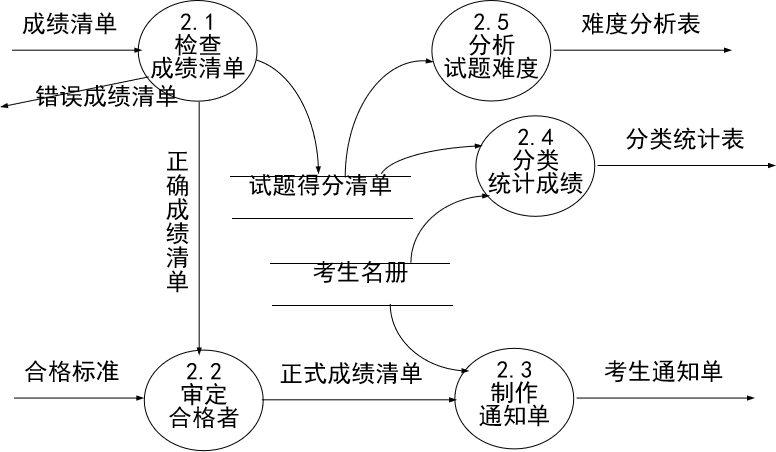 成绩清单
2.1
检查
成绩清单
2.5
分析
试题难度
难度分析表
错误成绩清单
2.4
分类
统计成绩
分类统计表
正确成绩清单
试题得分清单
考生名册
合格标准
2.2
审定
合格者
正式成绩清单
2.3
制作
通知单
考生通知单